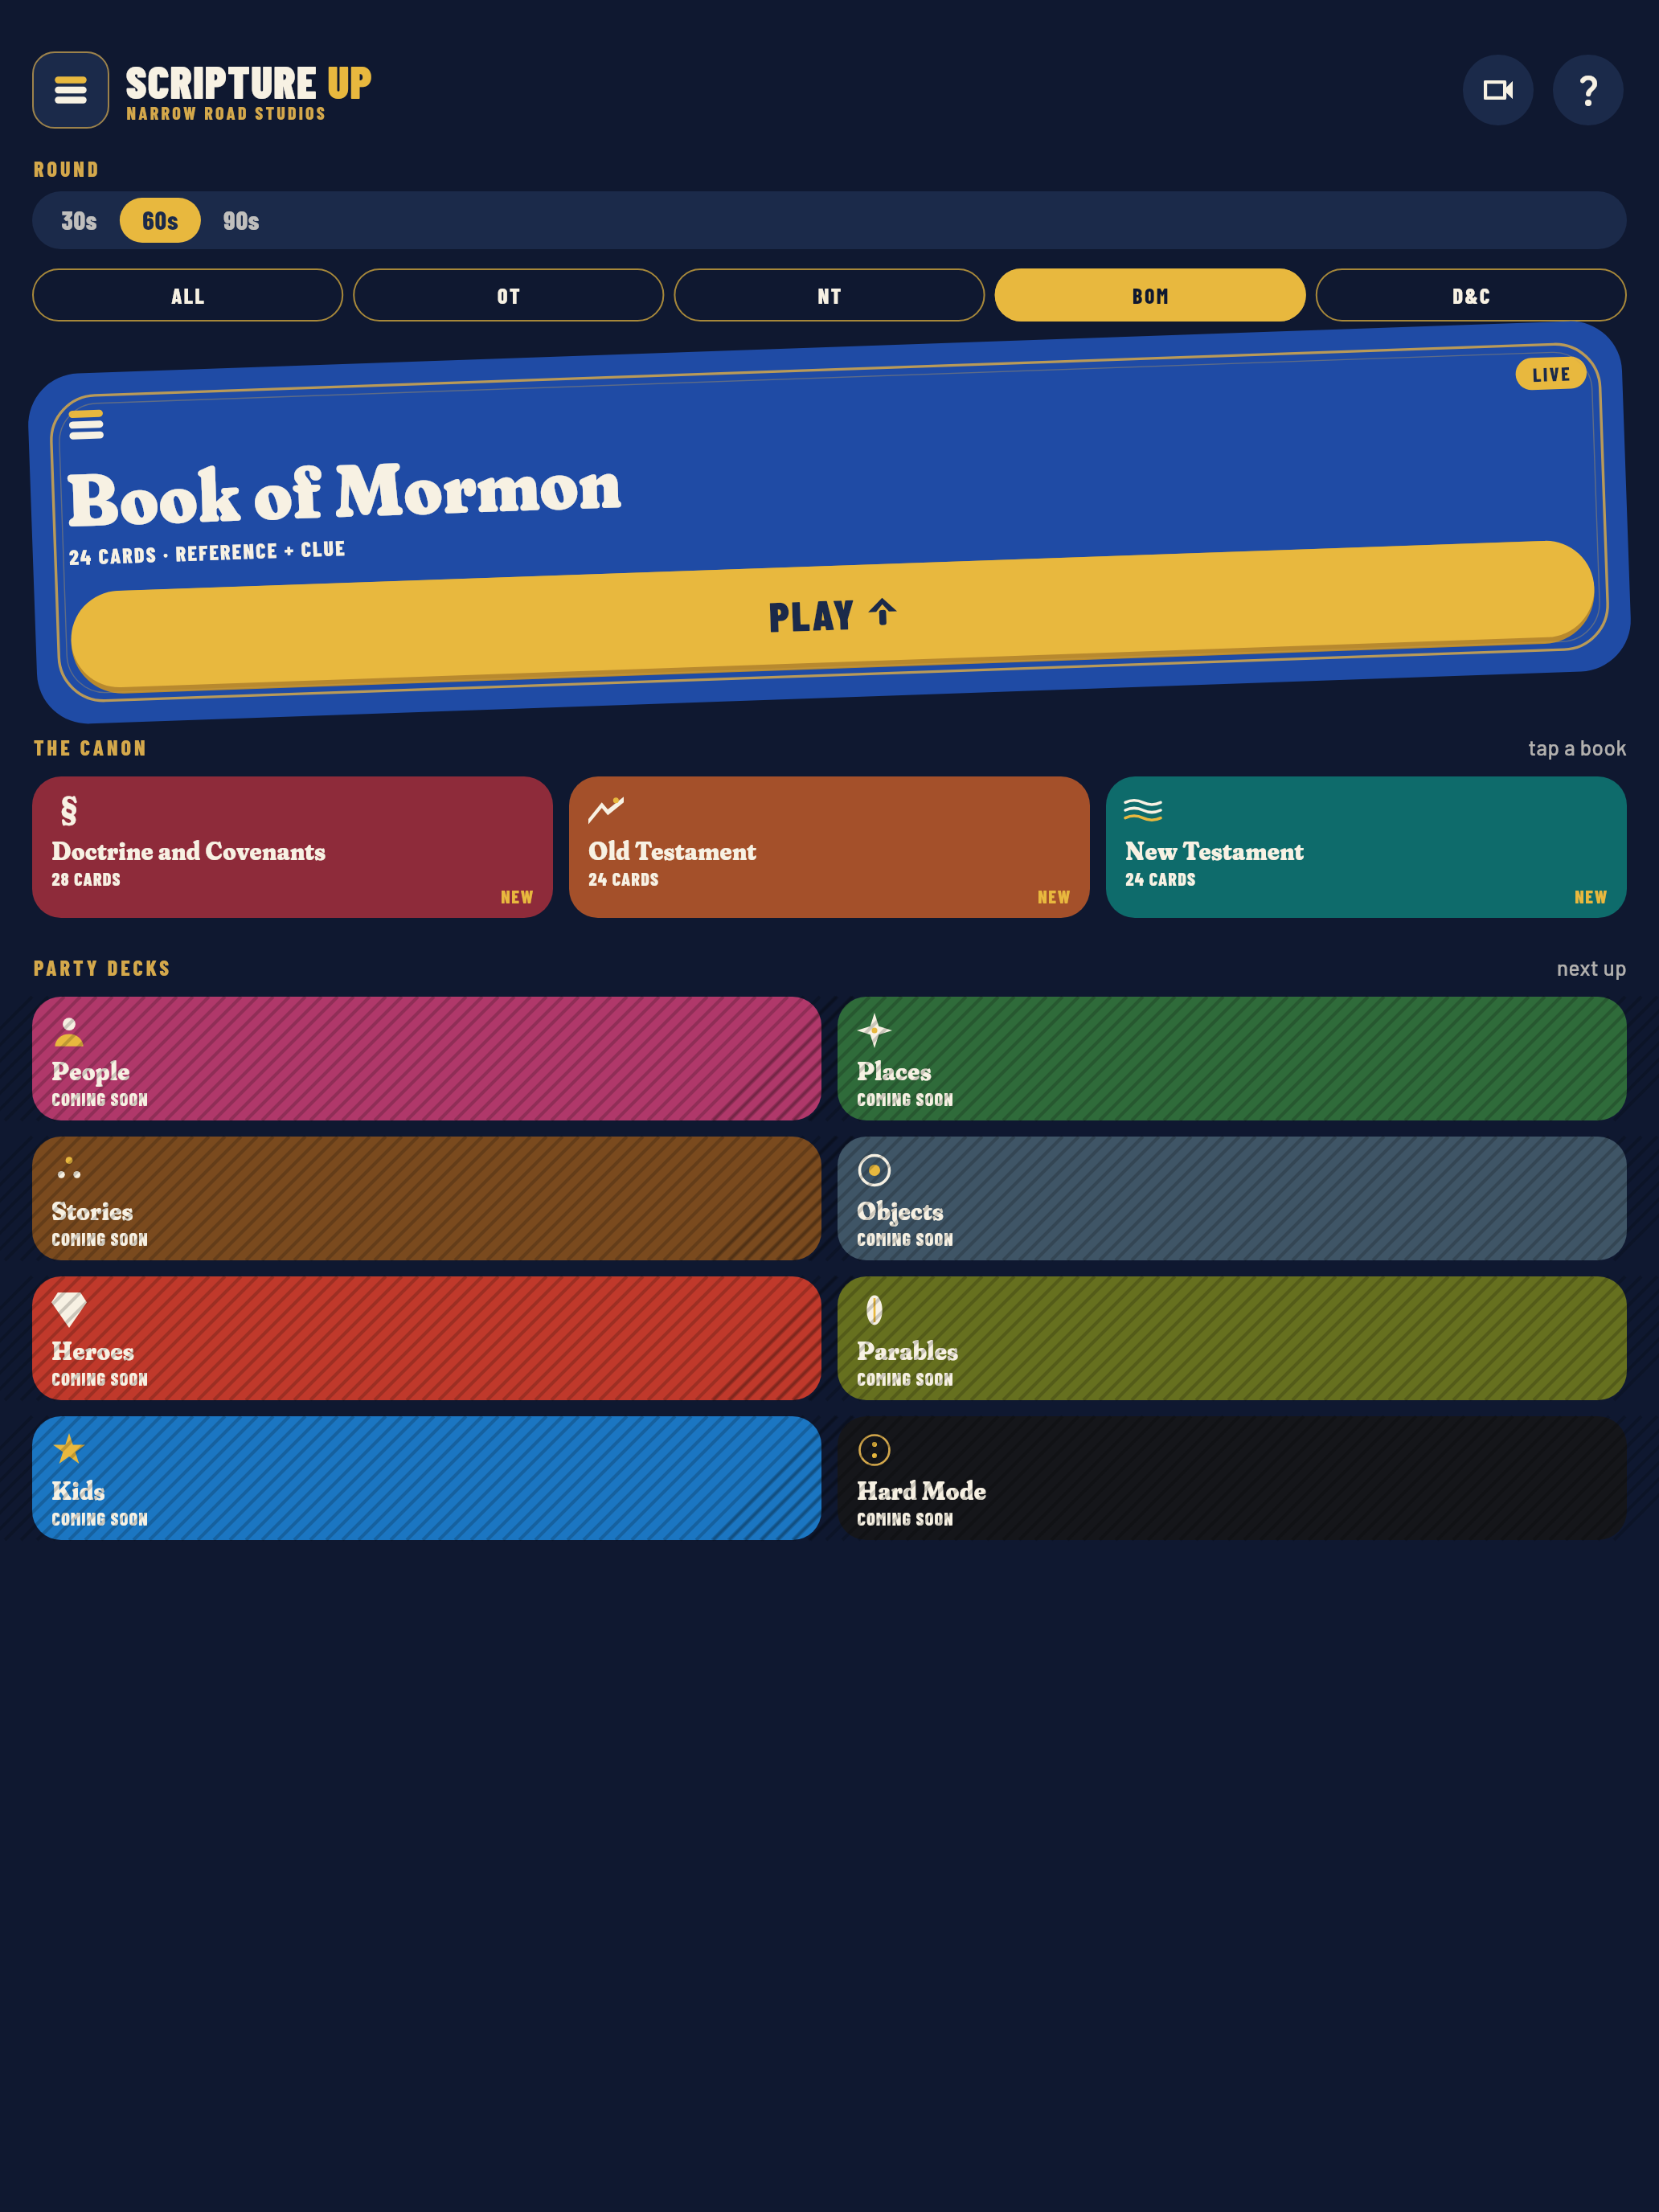 SCRIPTURE UP
NARROW ROAD STUDIOS
?
ROUND
30s 60s 90s
ALL OT NT BOM D&C
LIVE
Book of Mormon
24 CARDS · REFERENCE + CLUE
PLAY ↑
THE CANON tap a book
§
Doctrine and Covenants
28 CARDS
NEW
Old Testament
24 CARDS
NEW
New Testament
24 CARDS
NEW
PARTY DECKS next up
People
COMING SOON
Places
COMING SOON
Stories
COMING SOON
Objects
COMING SOON
Heroes
COMING SOON
Parables
COMING SOON
Kids
COMING SOON
Hard Mode
COMING SOON